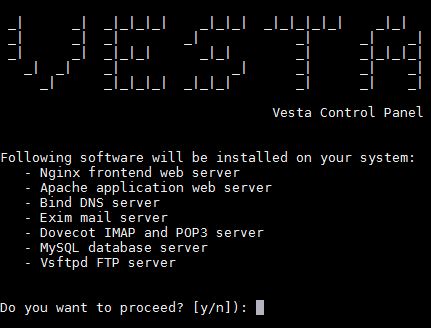 VESTA
Vesta Control Panel
Following software will be installed on your system:
- Nginx frontend web server
- Apache application web server
- Bind DNS server
- Exim mail server
- Dovecot IMAP and POP3 server
- MySQL database server
- Vsftpd FTP server
Do you want to proceed? [y/n]):